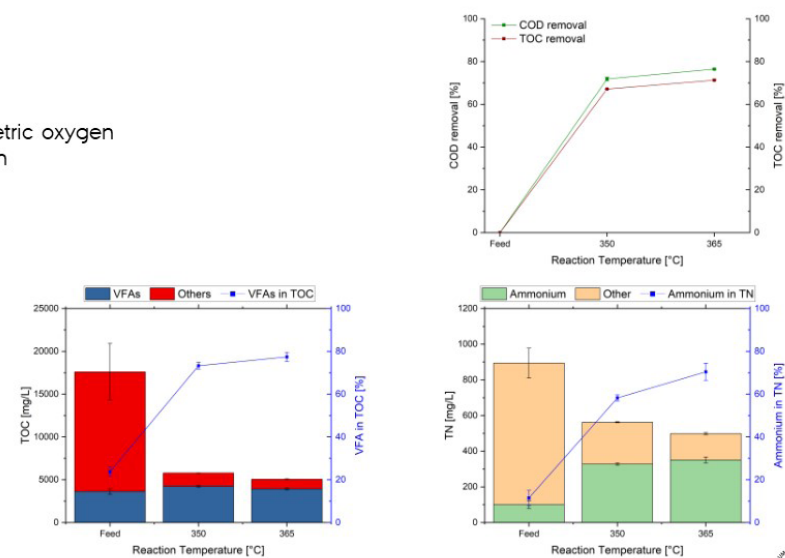 etric oxygen
n
COD removal
TOC removal
COD removal [%]
100
80
60
40
20
0
100
80
60
40
20
0
TOC removal [%]
Feed 350 365
Reaction Temperature [°C]
VFAs Others VFAs in TOC
TOC [mg/L]
25000
20000
15000
10000
5000
0
100
80
60
40
20
0
VFA in TOC [%]
Feed 350 365
Reaction Temperature [°C]
Ammonium Other Ammonium in TN
TN [mg/L]
1200
1000
800
600
400
200
0
100
80
60
40
20
0
Ammonium in TN [%]
Feed 350 365
Reaction Temperature [°C]